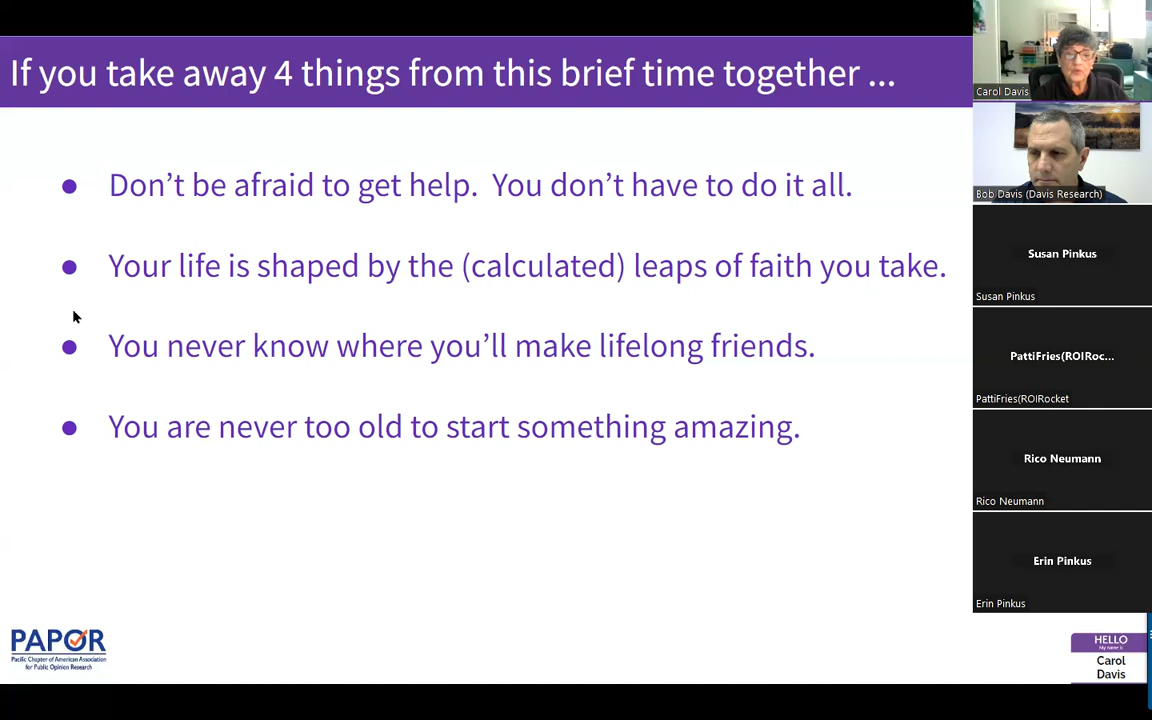 If you take away 4 things from this brief time together ...
● Don't be afraid to get help.  You don't have to do it all.
● Your life is shaped by the (calculated) leaps of faith you take.
● You never know where you'll make lifelong friends.
● You are never too old to start something amazing.
PAPOR
Pacific Chapter of American Association
for Public Opinion Research
Carol Davis
Bob Davis (Davis Research)
Susan Pinkus
Susan Pinkus
PattiFries(ROIRoc...
PattiFries(ROIRocket
Rico Neumann
Rico Neumann
Erin Pinkus
Erin Pinkus
HELLO
My name is
Carol
Davis